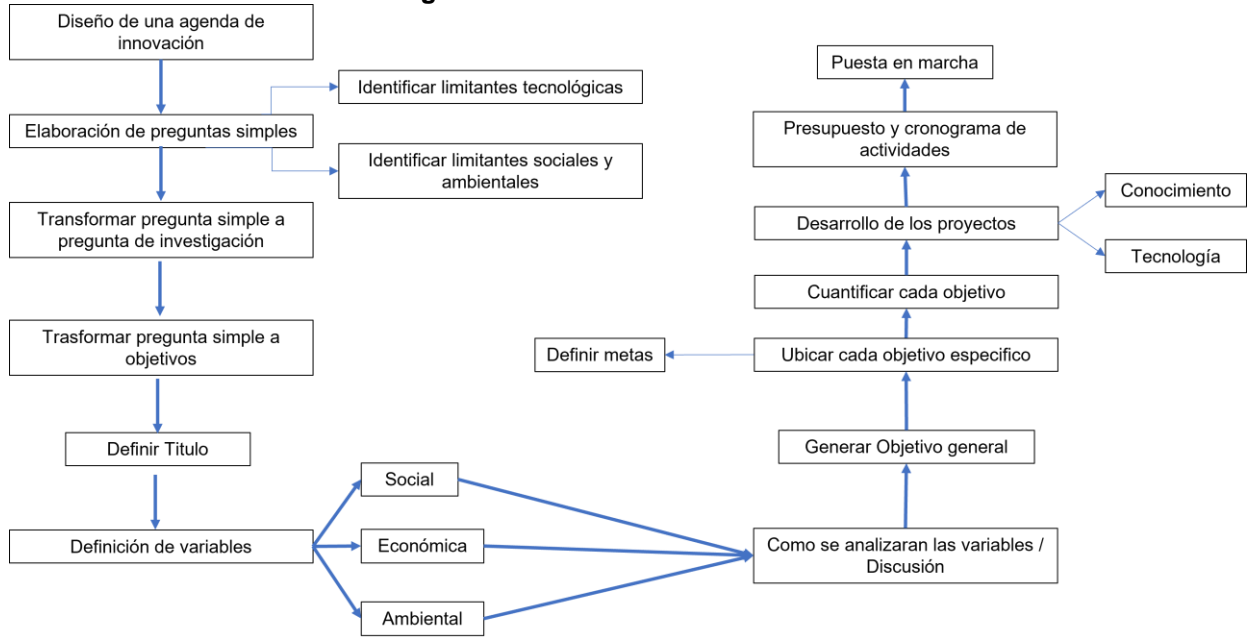 Diseño de una agenda de
innovación
Elaboración de preguntas simples
Identificar limitantes tecnológicas
Identificar limitantes sociales y
ambientales
Transformar pregunta simple a
pregunta de investigación
Trasformar pregunta simple a
objetivos
Definir Titulo
Definición de variables
Social
Económica
Ambiental
Como se analizaran las variables /
Discusión
Generar Objetivo general
Ubicar cada objetivo especifico
Definir metas
Cuantificar cada objetivo
Desarrollo de los proyectos
Conocimiento
Tecnología
Presupuesto y cronograma de
actividades
Puesta en marcha